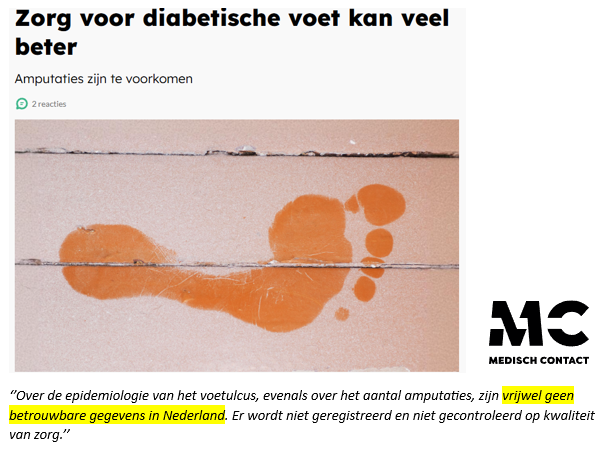 Zorg voor diabetische voet kan veel
beter
Amputaties zijn te voorkomen
2 reacties
MC
MEDISCH CONTACT
“Over de epidemiologie van het voetulcus, evenals over het aantal amputaties, zijn vrijwel geen
betrouwbare gegevens in Nederland. Er wordt niet geregistreerd en niet gecontroleerd op kwaliteit
van zorg.”